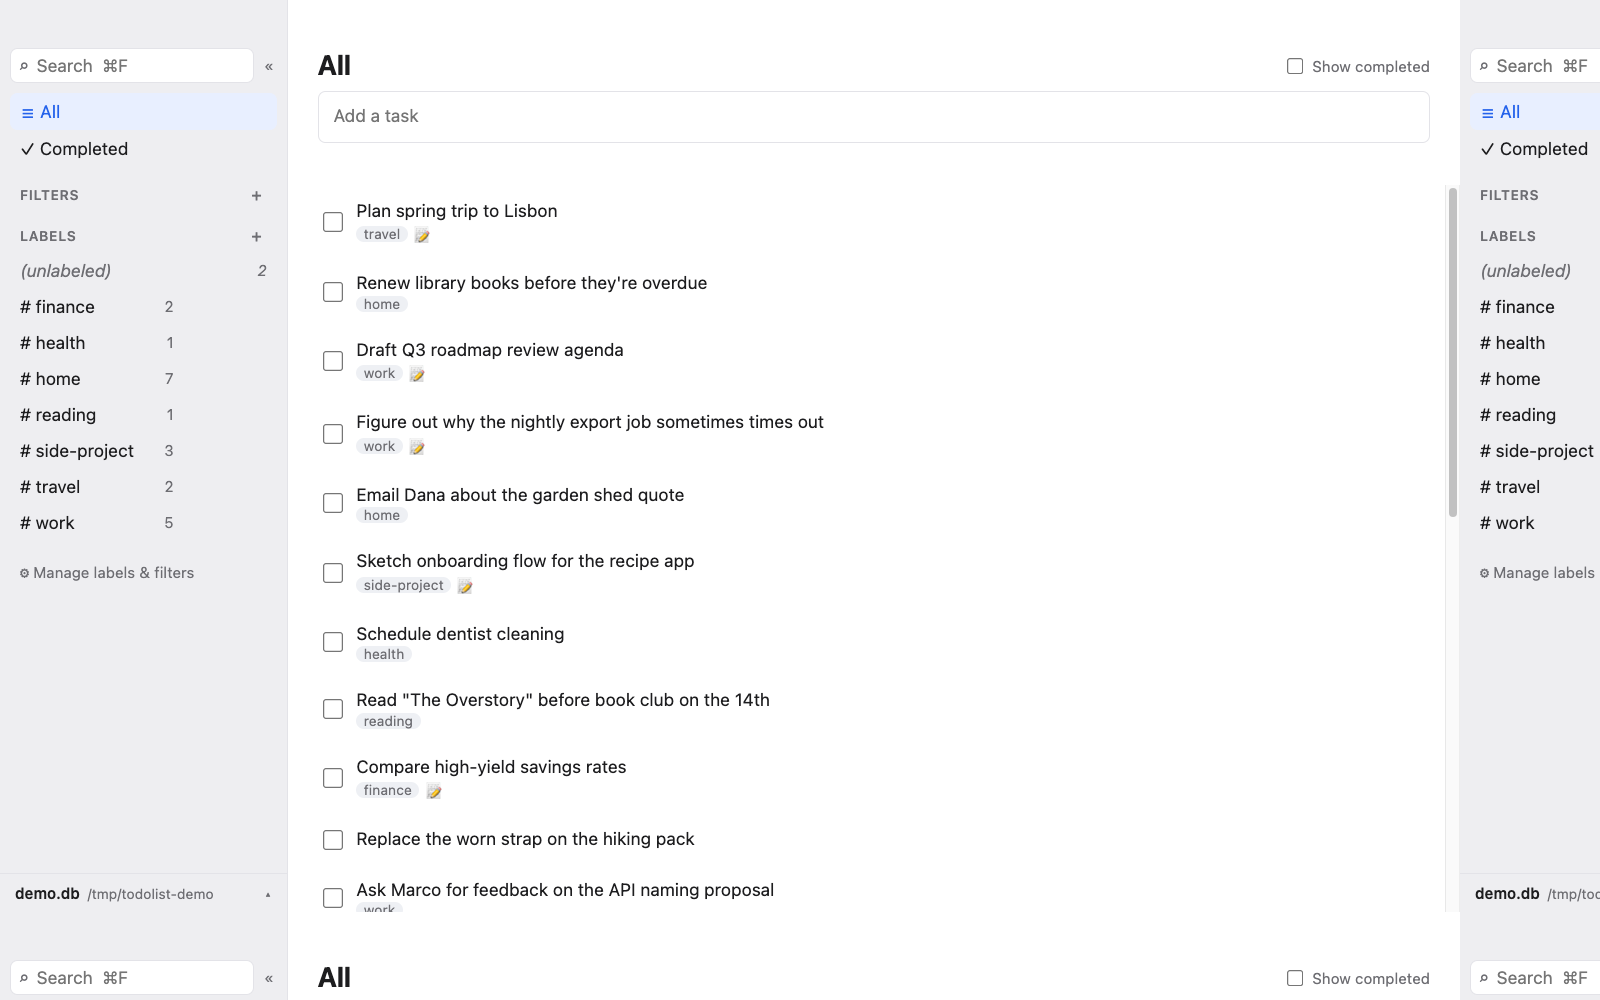 Search ⌘F «
≡ All
✓ Completed
FILTERS +
LABELS +
(unlabeled) 2
# finance 2
# health 1
# home 7
# reading 1
# side-project 3
# travel 2
# work 5
⚙ Manage labels & filters
demo.db /tmp/todolist-demo ▴
Search ⌘F «
All
Show completed
Add a task
Plan spring trip to Lisbon
travel
Renew library books before they're overdue
home
Draft Q3 roadmap review agenda
work
Figure out why the nightly export job sometimes times out
work
Email Dana about the garden shed quote
home
Sketch onboarding flow for the recipe app
side-project
Schedule dentist cleaning
health
Read "The Overstory" before book club on the 14th
reading
Compare high-yield savings rates
finance
Replace the worn strap on the hiking pack
Ask Marco for feedback on the API naming proposal
work
All
Show completed
Search ⌘F
≡ All
✓ Completed
FILTERS
LABELS
(unlabeled)
# finance
# health
# home
# reading
# side-project
# travel
# work
⚙ Manage labels
demo.db /tmp/too
Search ⌘F